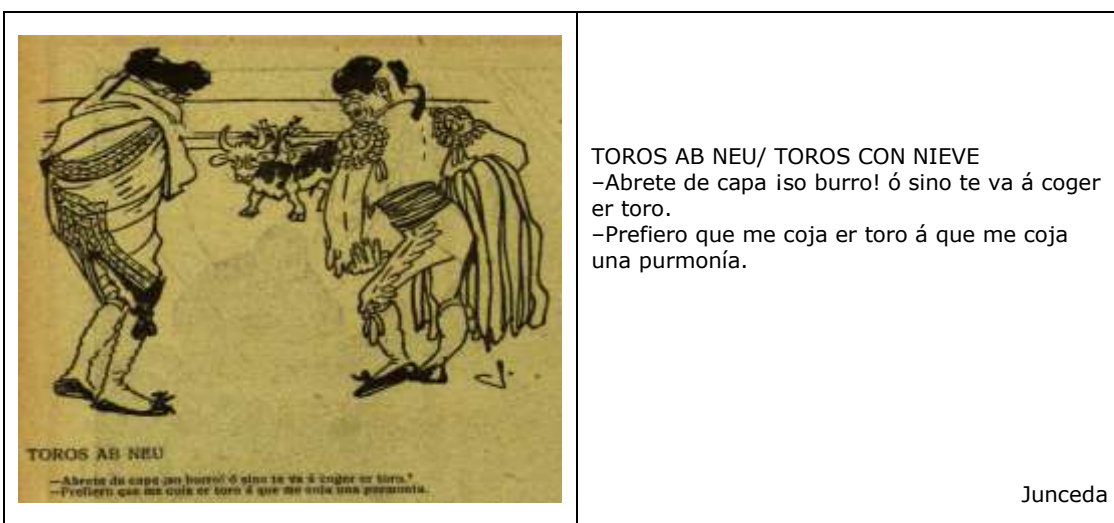 TOROS AB NEU
—Abrete de capa ¡so burro! ó sino te va á coger er toro.
—Prefiero que me coja er toro á que me coja una purmonía.
J.
TOROS AB NEU/ TOROS CON NIEVE
–Abrete de capa ¡so burro! ó sino te va á coger
er toro.
–Prefiero que me coja er toro á que me coja
una purmonía.
Junceda